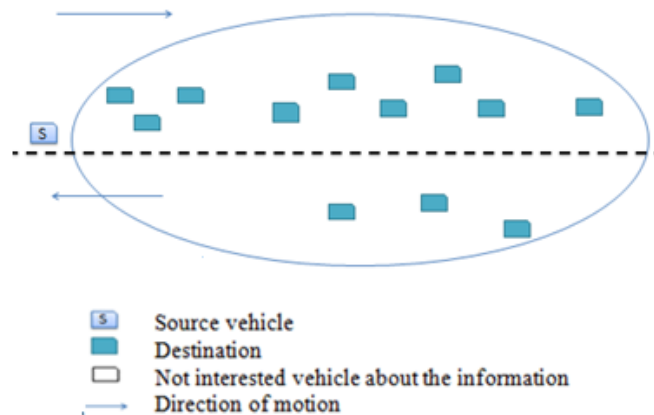 S
S
Source vehicle
Destination
Not interested vehicle about the information
Direction of motion